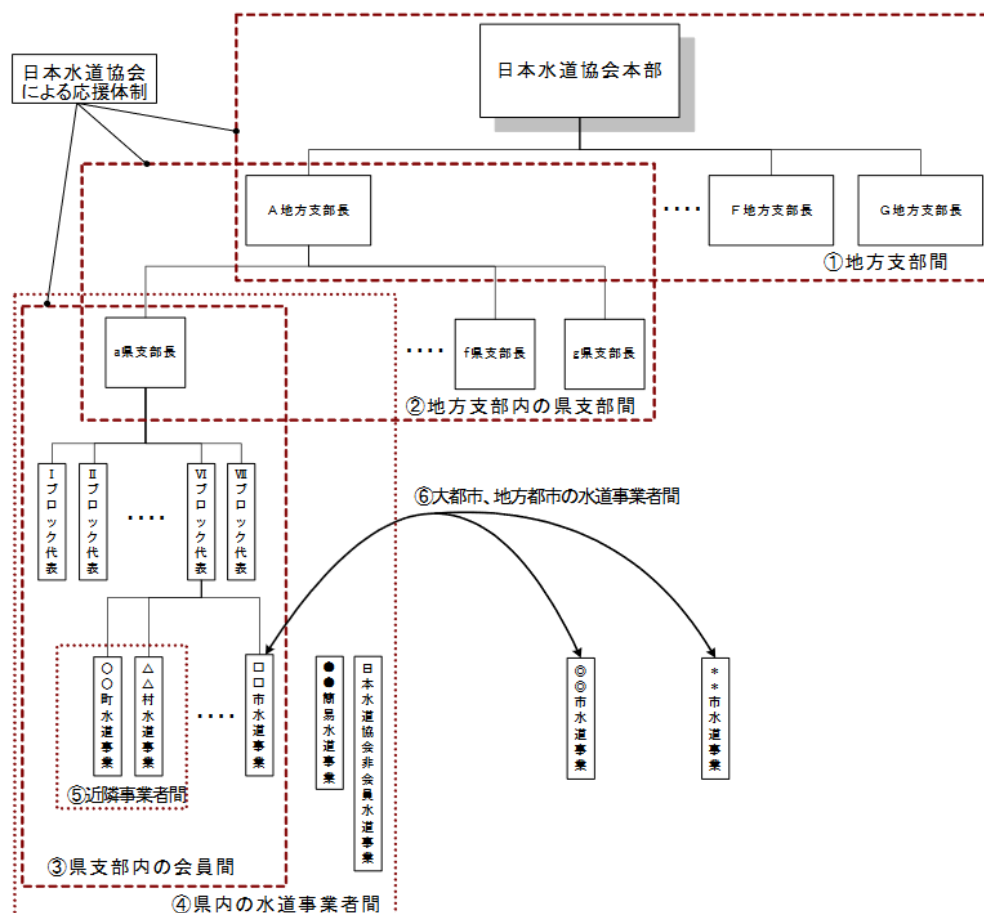 日本水道協会
による応援体制
日本水道協会本部
A地方支部長
‥‥
F地方支部長
G地方支部長
①地方支部間
a県支部長
‥‥
f県支部長
g県支部長
②地方支部内の県支部間
Ⅰブロック代表
Ⅱブロック代表
‥‥
Ⅵブロック代表
Ⅶブロック代表
⑥大都市、地方都市の水道事業者間
○○町水道事業
△△村水道事業
‥‥
□□市水道事業
●●簡易水道事業
日本水道協会非会員水道事業
◎◎市水道事業
**市水道事業
⑤近隣事業者間
③県支部内の会員間
④県内の水道事業者間